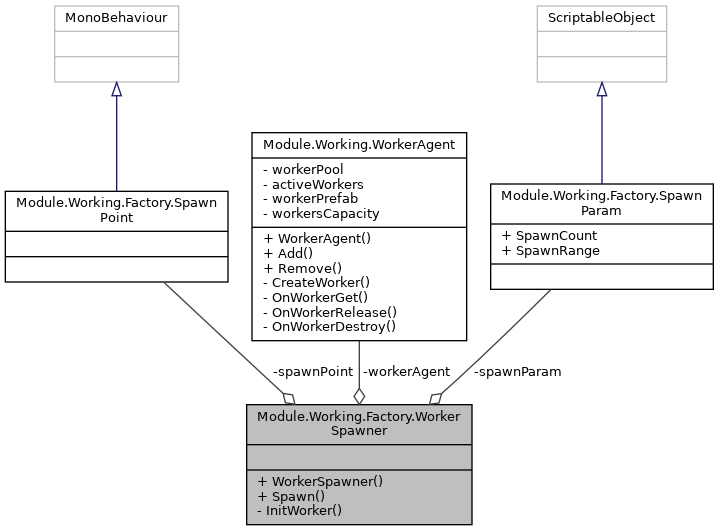 MonoBehaviour
ScriptableObject
Module.Working.WorkerAgent
- workerPool
- activeWorkers
- workerPrefab
- workersCapacity
+ WorkerAgent()
+ Add()
+ Remove()
- CreateWorker()
- OnWorkerGet()
- OnWorkerRelease()
- OnWorkerDestroy()
Module.Working.Factory.Spawn
Point
Module.Working.Factory.Spawn
Param
+ SpawnCount
+ SpawnRange
-spawnPoint
-workerAgent
-spawnParam
Module.Working.Factory.Worker
Spawner
+ WorkerSpawner()
+ Spawn()
- InitWorker()